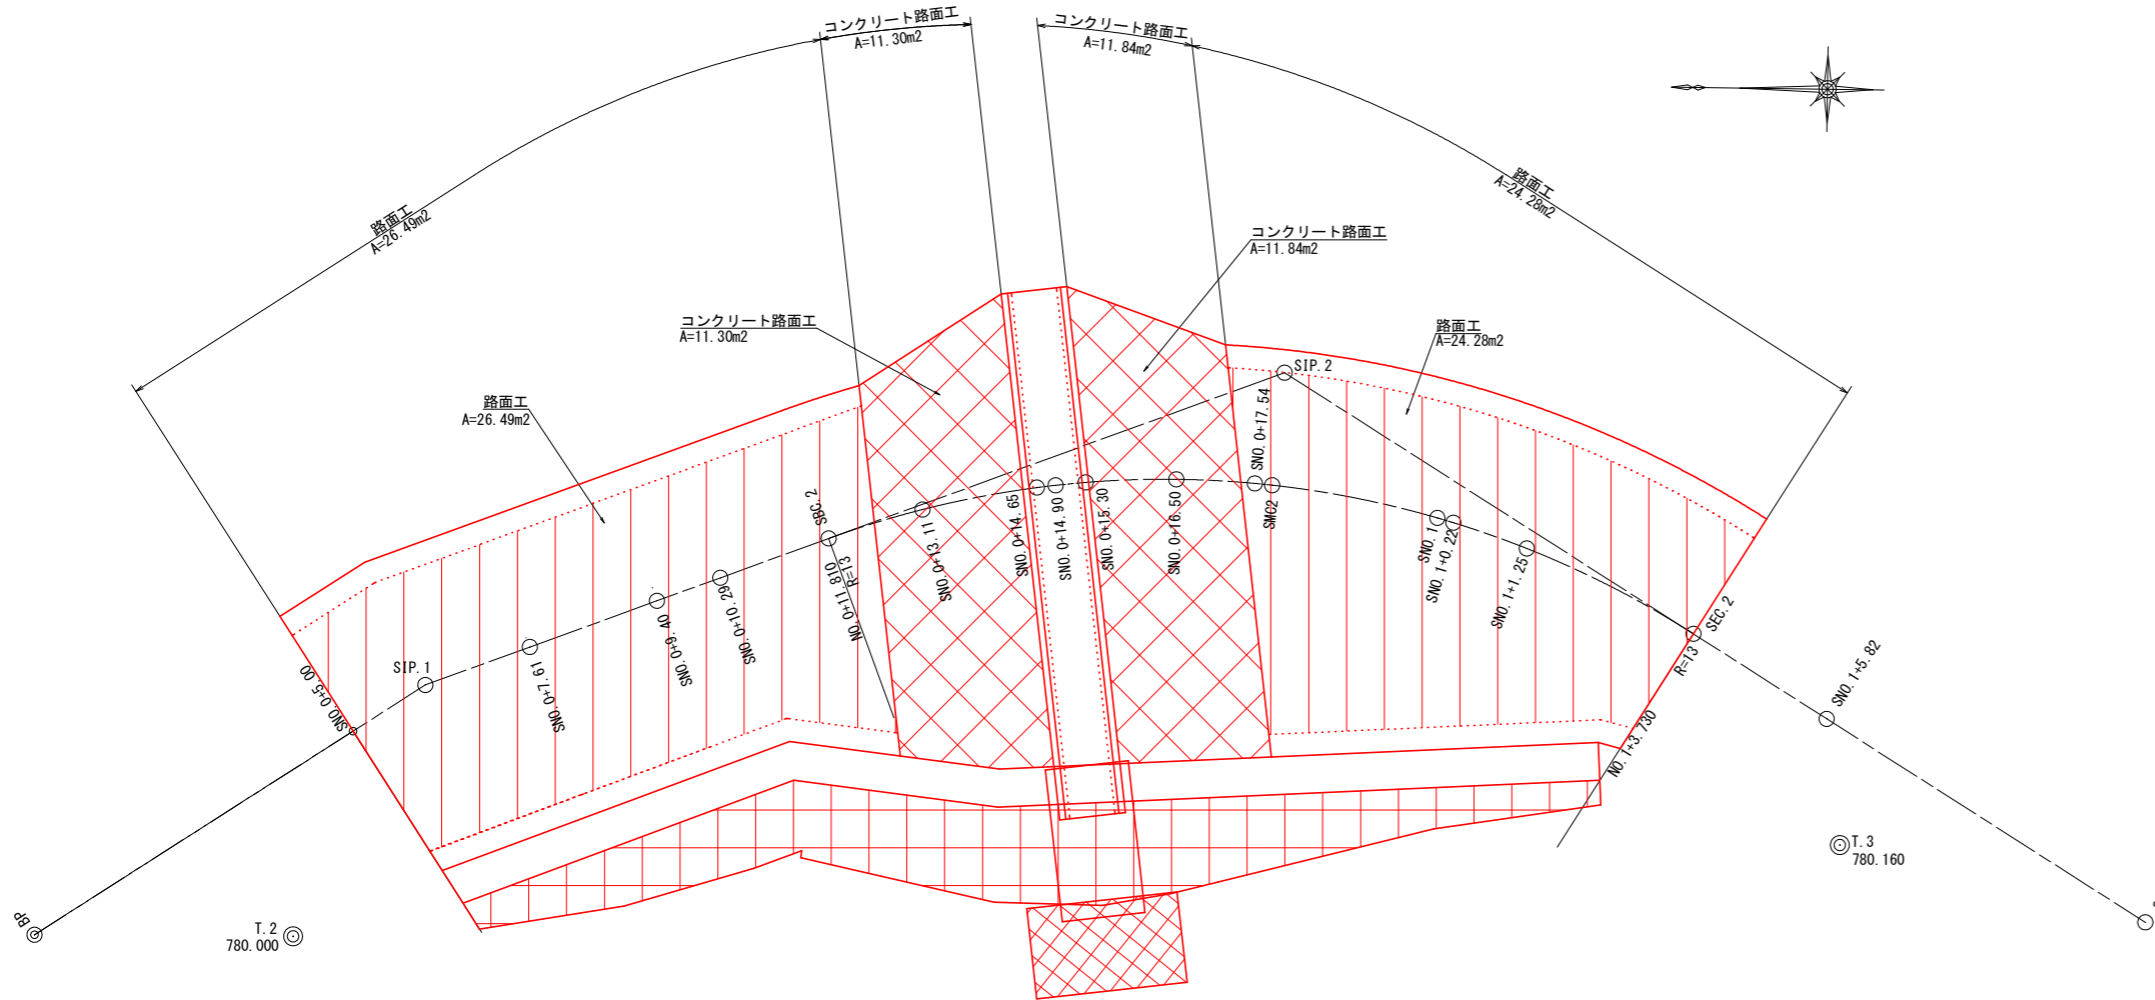 コンクリート路面工
A=11.30m2
コンクリート路面工
A=11.84m2
路面工
A=26.49m2
路面工
A=24.28m2
コンクリート路面工
A=11.84m2
コンクリート路面工
A=11.30m2
路面工
A=24.28m2
路面工
A=26.49m2
SIP.2
SIP.1
SNO.0+5.00
SNO.0+7.61
SNO.0+9.40
SNO.0+10.29
SBC.2
NO.0+11.810
R=13
SNO.0+13.11
SNO.0+14.65
SNO.0+14.90
SNO.0+15.30
SNO.0+16.50
SNO.0+17.54
SMC2
SNO.1
SNO.1+0.22
SNO.1+1.25
SEC.2
R=13
NO.1+3.730
SNO.1+5.82
BP
T.2
780.000
T.3
780.160